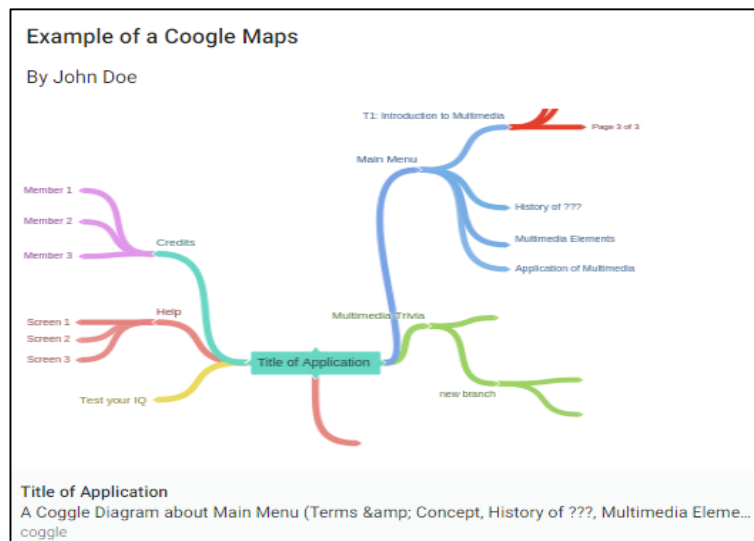 Example of a Coogle Maps
By John Doe
T1: Introduction to Multimedia
Page 3 of 3
Main Menu
History of ???
Multimedia Elements
Application of Multimedia
Member 1
Member 2
Member 3
Credits
Help
Screen 1
Screen 2
Screen 3
Test your IQ
Title of Application
Multimedia Trivia
new branch
Title of Application
A Coggle Diagram about Main Menu (Terms &amp; Concept, History of ???, Multimedia Eleme...
coggle